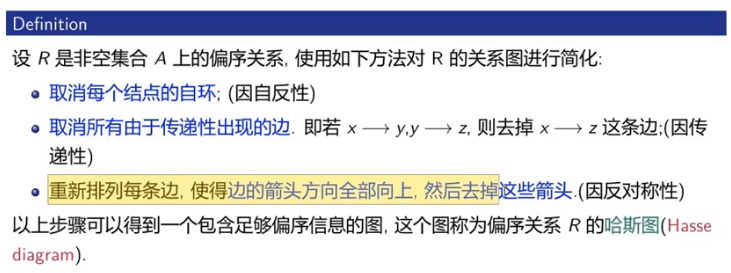 Definition
设 R 是非空集合 A 上的偏序关系, 使用如下方法对 R 的关系图进行简化:
取消每个结点的自环; (因自反性)
取消所有由于传递性出现的边. 即若 x ⟶ y,y ⟶ z, 则去掉 x ⟶ z 这条边;(因传
递性)
重新排列每条边, 使得边的箭头方向全部向上, 然后去掉这些箭头.(因反对称性)
以上步骤可以得到一个包含足够偏序信息的图, 这个图称为偏序关系 R 的哈斯图(Hasse
diagram).